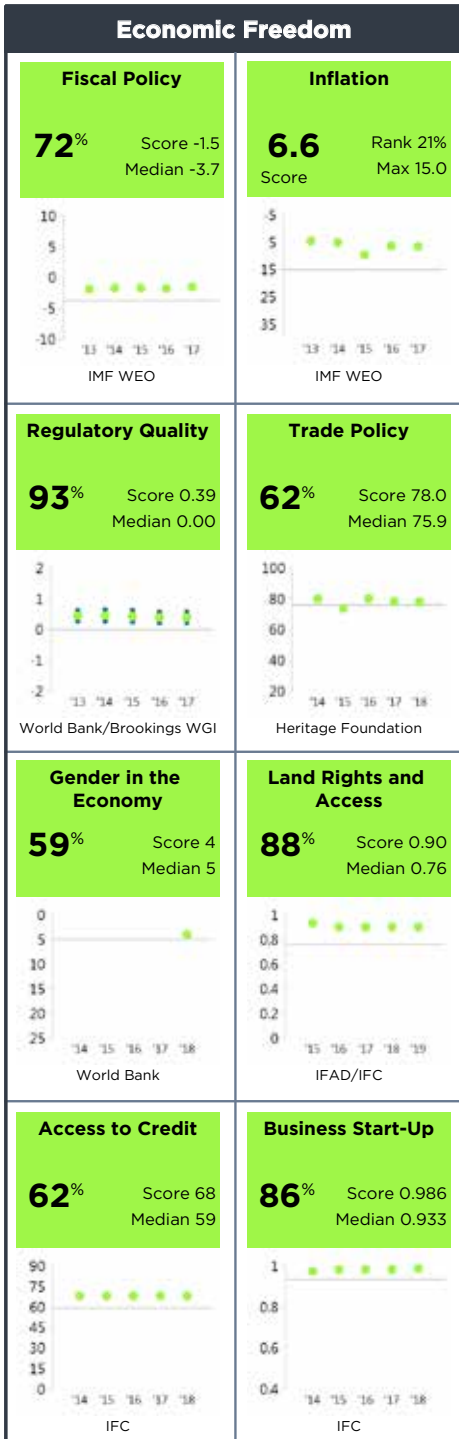 Economic Freedom
Fiscal Policy
72%
Score -1.5
Median -3.7
10
5
0
-5
-10
'13 '14 '15 '16 '17
IMF WEO
Inflation
6.6
Score
Rank 21%
Max 15.0
-5
5
15
25
35
'13 '14 '15 '16 '17
IMF WEO
Regulatory Quality
93%
Score 0.39
Median 0.00
2
1
0
-1
-2
'13 '14 '15 '16 '17
World Bank/Brookings WGI
Trade Policy
62%
Score 78.0
Median 75.9
100
80
60
40
20
'14 '15 '16 '17 '18
Heritage Foundation
Gender in the
Economy
59%
Score 4
Median 5
0
5
10
15
20
25
'14 '15 '16 '17 '18
World Bank
Land Rights and
Access
88%
Score 0.90
Median 0.76
1
0.8
0.6
0.4
0.2
0
'15 '16 '17 '18 '19
IFAD/IFC
Access to Credit
62%
Score 68
Median 59
90
75
60
45
30
15
0
'14 '15 '16 '17 '18
IFC
Business Start-Up
86%
Score 0.986
Median 0.933
1
0.8
0.6
0.4
'14 '15 '16 '17 '18
IFC